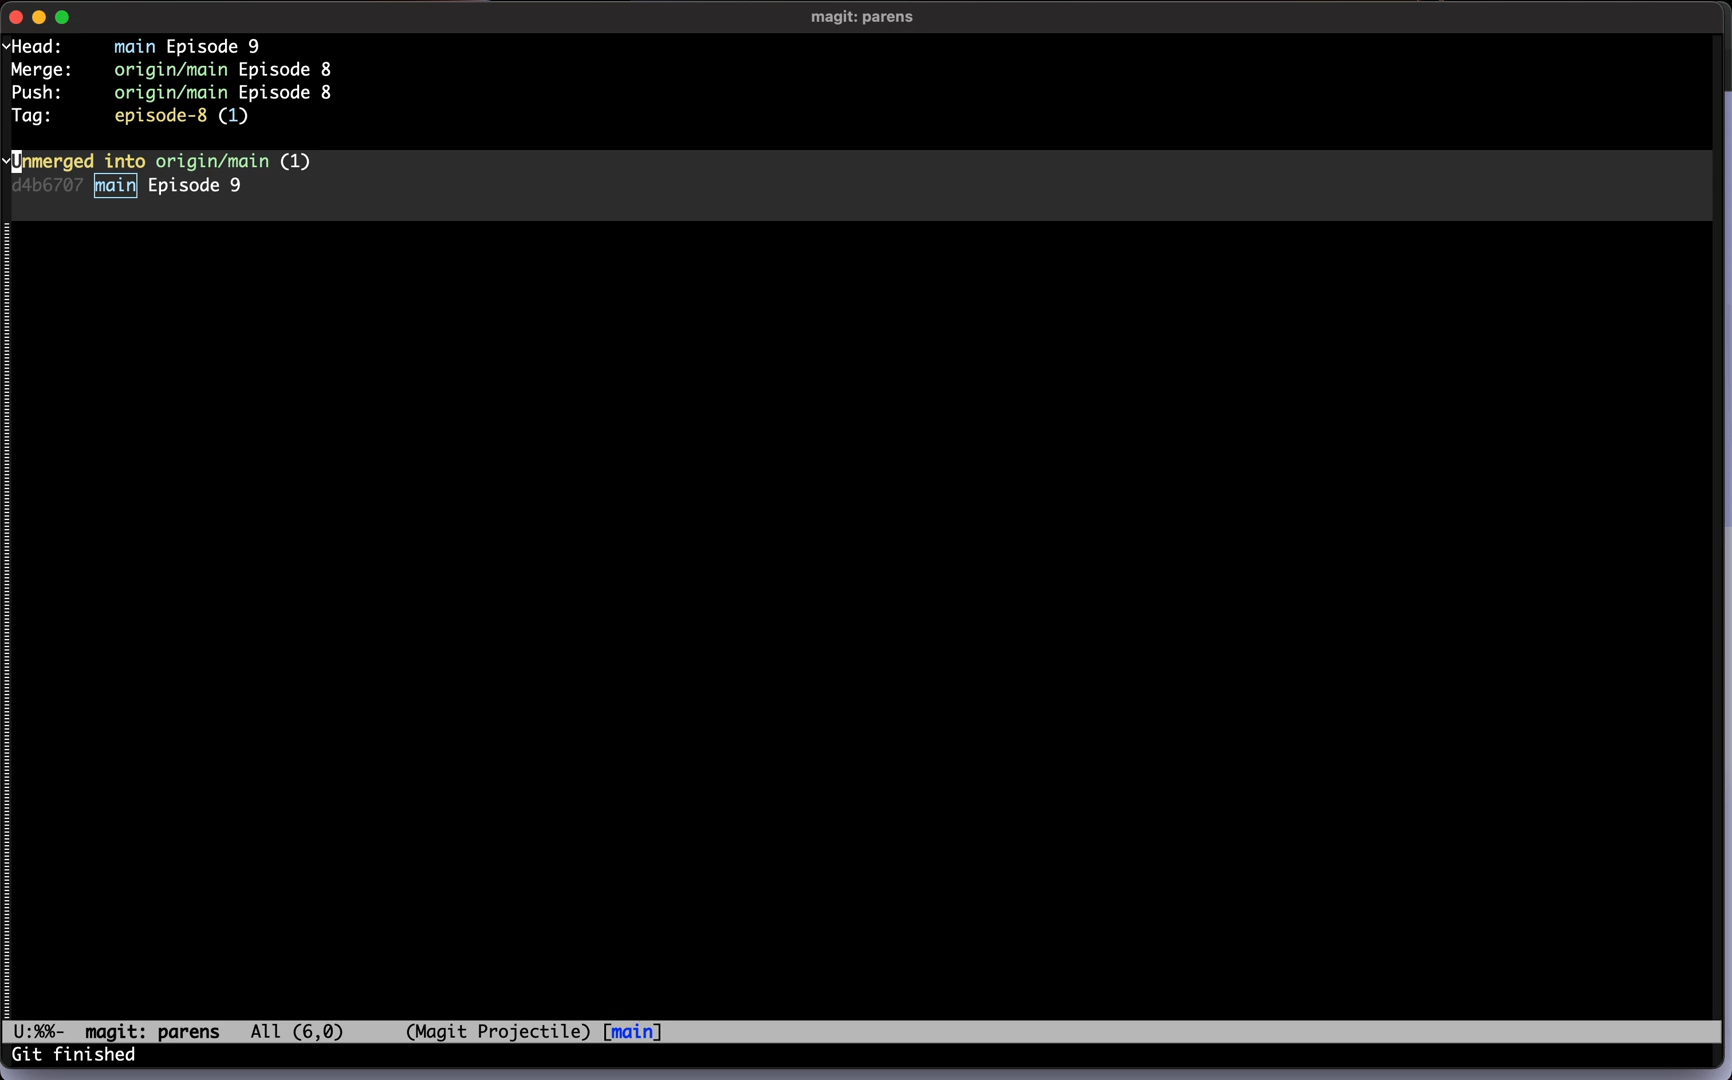 magit: parens
Head: main Episode 9
Merge: origin/main Episode 8
Push: origin/main Episode 8
Tag: episode-8 (1)
Unmerged into origin/main (1)
d4b6707 main Episode 9
U:%%- magit: parens All (6,0) (Magit Projectile) [main]
Git finished